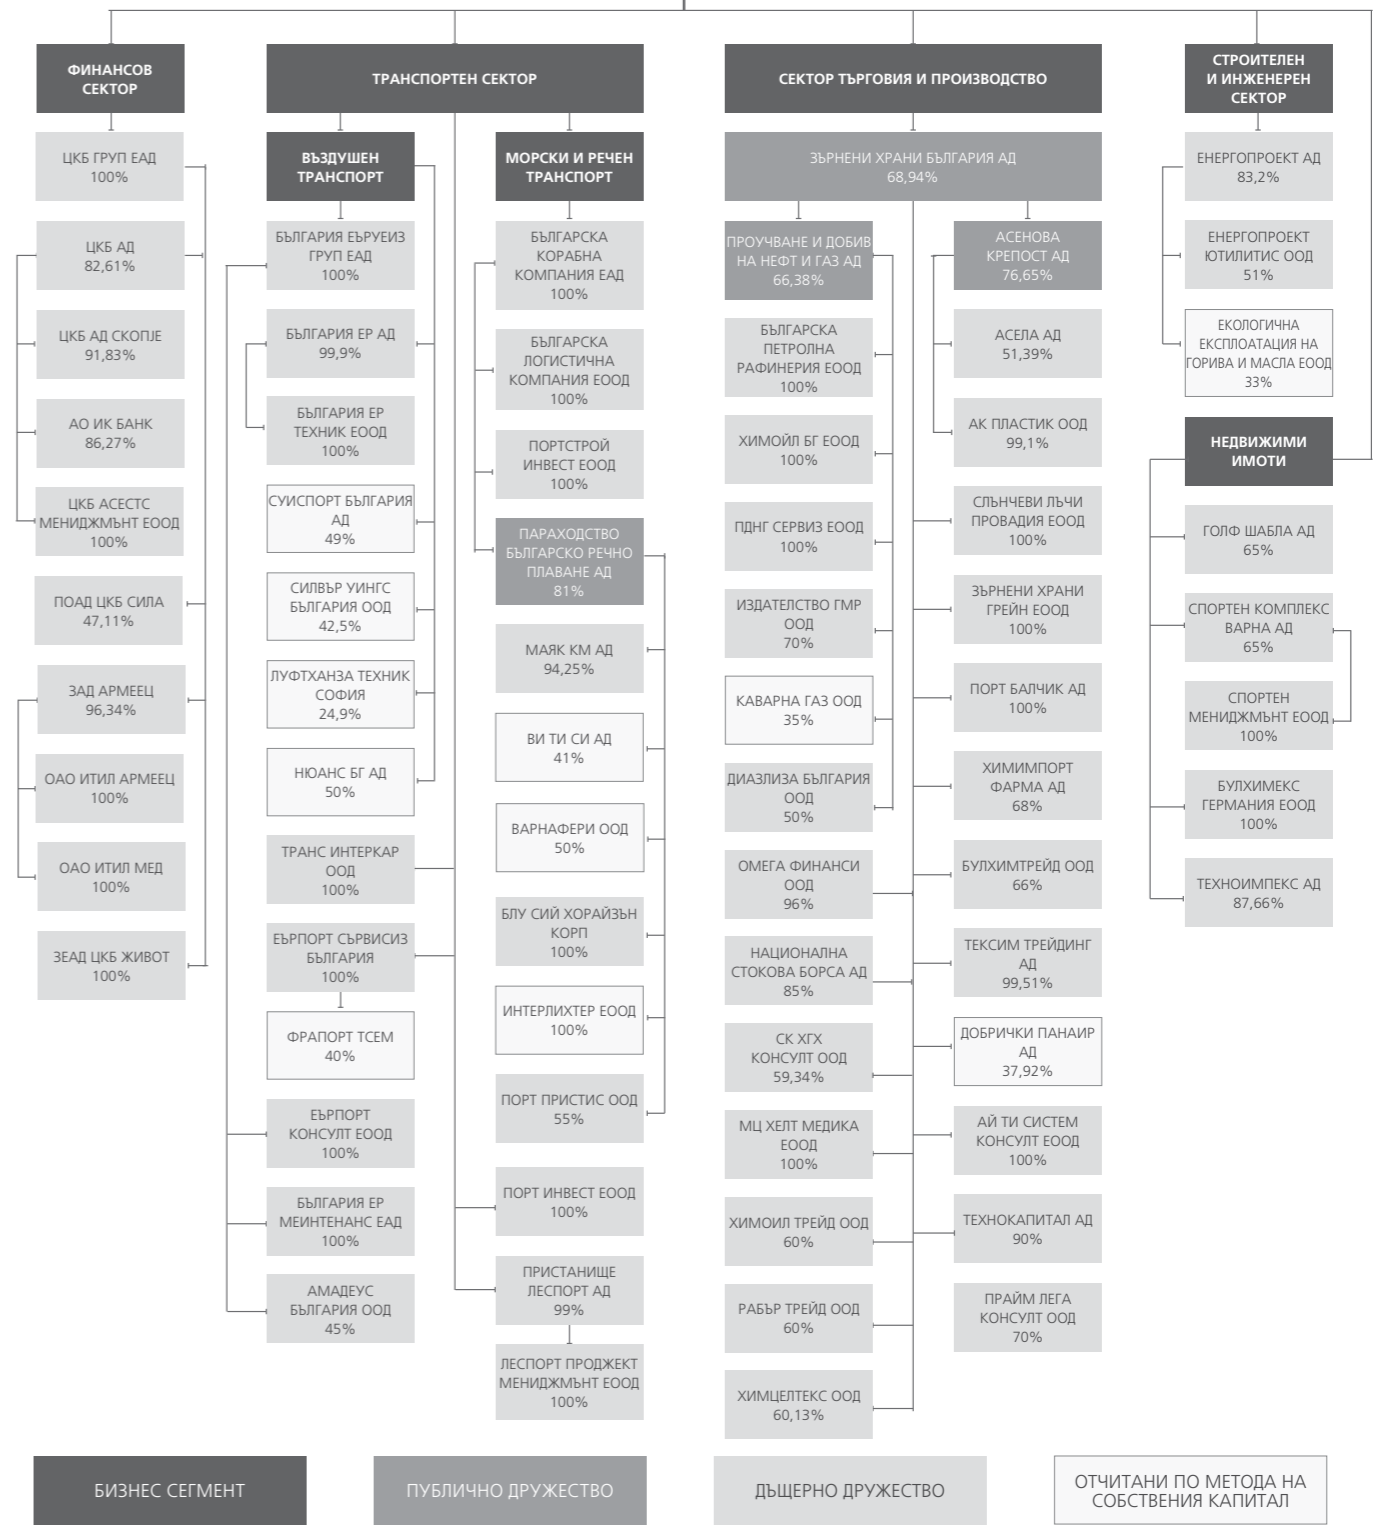 ФИНАНСОВ
СЕКТОР
ЦКБ ГРУП ЕАД
100%
ЦКБ АД
82,61%
ЦКБ АД СКОПЈЕ
91,83%
АО ИК БАНК
86,27%
ЦКБ АСЕСТС
МЕНИДЖМЪНТ ЕООД
100%
ПОАД ЦКБ СИЛА
47,11%
ЗАД АРМЕЕЦ
96,34%
ОАО ИТИЛ АРМЕЕЦ
100%
ОАО ИТИЛ МЕД
100%
ЗЕАД ЦКБ ЖИВОТ
100%
ТРАНСПОРТЕН СЕКТОР
ВЪЗДУШЕН
ТРАНСПОРТ
БЪЛГАРИЯ ЕЪРУЕИЗ
ГРУП ЕАД
100%
БЪЛГАРИЯ ЕР АД
99,9%
БЪЛГАРИЯ ЕР
ТЕХНИК ЕООД
100%
СУИСПОРТ БЪЛГАРИЯ
АД
49%
СИЛВЪР УИНГС
БЪЛГАРИЯ ООД
42,5%
ЛУФТХАНЗА ТЕХНИК
СОФИЯ
24,9%
НЮАНС БГ АД
50%
ТРАНС ИНТЕРКАР
ООД
100%
ЕЪРПОРТ СЪРВИСИЗ
БЪЛГАРИЯ
100%
ФРАПОРТ ТСЕМ
40%
ЕЪРПОРТ
КОНСУЛТ ЕООД
100%
БЪЛГАРИЯ ЕР
МЕИНТЕНАНС ЕАД
100%
АМАДЕУС
БЪЛГАРИЯ ООД
45%
МОРСКИ И РЕЧЕН
ТРАНСПОРТ
БЪЛГАРСКА
КОРАБНА
КОМПАНИЯ ЕАД
100%
БЪЛГАРСКА
ЛОГИСТИЧНА
КОМПАНИЯ ЕООД
100%
ПОРТСТРОЙ
ИНВЕСТ ЕООД
100%
ПАРАХОДСТВО
БЪЛГАРСКО РЕЧНО
ПЛАВАНЕ АД
81%
МАЯК КМ АД
94,25%
ВИ ТИ СИ АД
41%
ВАРНАФЕРИ ООД
50%
БЛУ СИЙ ХОРАЙЗЪН
КОРП
100%
ИНТЕРЛИХТЕР ЕООД
100%
ПОРТ ПРИСТИС ООД
55%
ПОРТ ИНВЕСТ ЕООД
100%
ПРИСТАНИЩЕ
ЛЕСПОРТ АД
99%
ЛЕСПОРТ ПРОДЖЕКТ
МЕНИДЖМЪНТ ЕООД
100%
СЕКТОР ТЪРГОВИЯ И ПРОИЗВОДСТВО
ЗЪРНЕНИ ХРАНИ БЪЛГАРИЯ АД
68,94%
ПРОУЧВАНЕ И ДОБИВ
НА НЕФТ И ГАЗ АД
66,38%
БЪЛГАРСКА
ПЕТРОЛНА
РАФИНЕРИЯ ЕООД
100%
ХИМОЙЛ БГ ЕООД
100%
ПДНГ СЕРВИЗ ЕООД
100%
ИЗДАТЕЛСТВО ГМР
ООД
70%
КАВАРНА ГАЗ ООД
35%
ДИАЗЛИЗА БЪЛГАРИЯ
ООД
50%
ОМЕГА ФИНАНСИ
ООД
96%
НАЦИОНАЛНА
СТОКОВА БОРСА АД
85%
СК ХГХ
КОНСУЛТ ООД
59,34%
МЦ ХЕЛТ МЕДИКА
ЕООД
100%
ХИМОИЛ ТРЕЙД ООД
60%
РАБЪР ТРЕЙД ООД
60%
ХИМЦЕЛТЕКС ООД
60,13%
АСЕНОВА
КРЕПОСТ АД
76,65%
АСЕЛА АД
51,39%
АК ПЛАСТИК ООД
99,1%
СЛЪНЧЕВИ ЛЪЧИ
ПРОВАДИЯ ЕООД
100%
ЗЪРНЕНИ ХРАНИ
ГРЕЙН ЕООД
100%
ПОРТ БАЛЧИК АД
100%
ХИМИМПОРТ
ФАРМА АД
68%
БУЛХИМТРЕЙД ООД
66%
ТЕКСИМ ТРЕЙДИНГ
АД
99,51%
ДОБРИЧКИ ПАНАИР
АД
37,92%
АЙ ТИ СИСТЕМ
КОНСУЛТ ЕООД
100%
ТЕХНОКАПИТАЛ АД
90%
ПРАЙМ ЛЕГА
КОНСУЛТ ООД
70%
СТРОИТЕЛЕН
И ИНЖЕНЕРЕН
СЕКТОР
ЕНЕРГОПРОЕКТ АД
83,2%
ЕНЕРГОПРОЕКТ
ЮТИЛИТИС ООД
51%
ЕКОЛОГИЧНА
ЕКСПЛОАТАЦИЯ НА
ГОРИВА И МАСЛА ЕООД
33%
НЕДВИЖИМИ
ИМОТИ
ГОЛФ ШАБЛА АД
65%
СПОРТЕН КОМПЛЕКС
ВАРНА АД
65%
СПОРТЕН
МЕНИДЖМЪНТ ЕООД
100%
БУЛХИМЕКС
ГЕРМАНИЯ ЕООД
100%
ТЕХНОИМПЕКС АД
87,66%
БИЗНЕС СЕГМЕНТ
ПУБЛИЧНО ДРУЖЕСТВО
ДЪЩЕРНО ДРУЖЕСТВО
ОТЧИТАНИ ПО МЕТОДА НА
СОБСТВЕНИЯ КАПИТАЛ